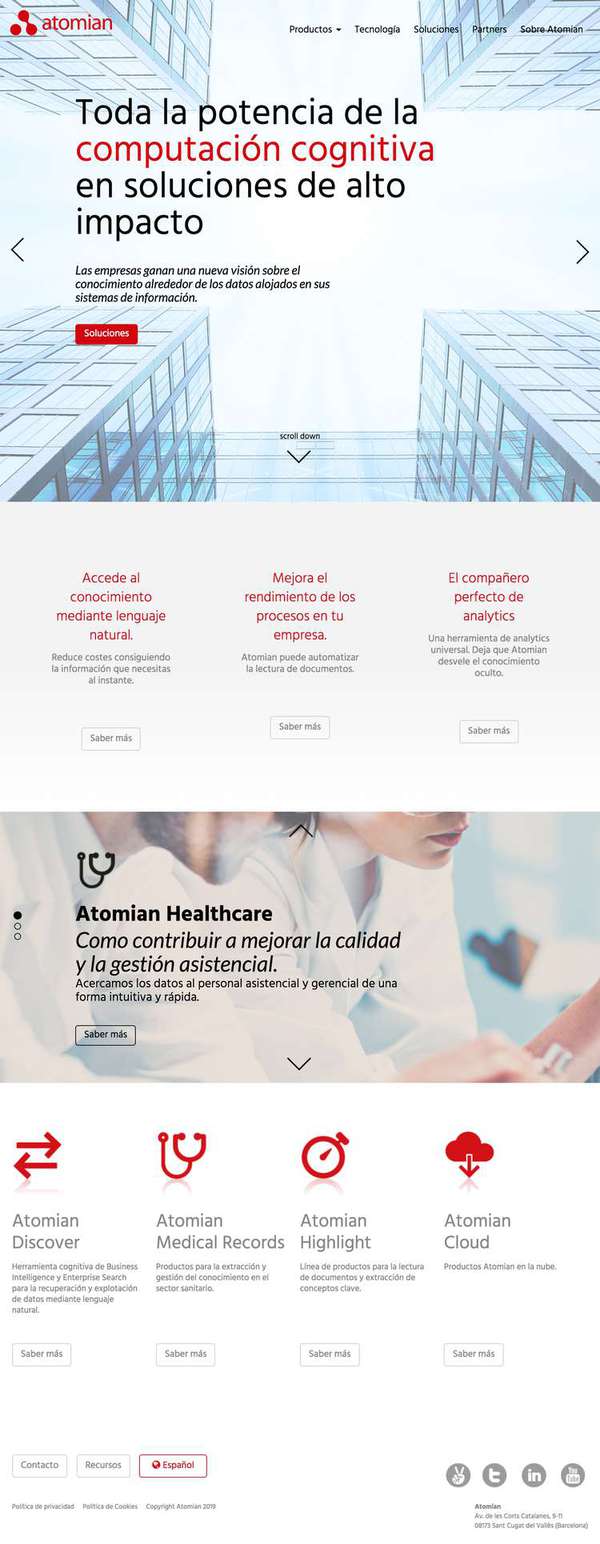 atomian
Productos
Tecnología
Soluciones
Partners
Sobre Atomian
Toda la potencia de la
computación cognitiva
en soluciones de alto
impacto
Las empresas ganan una nueva visión sobre el
conocimiento alrededor de los datos alojados en sus
sistemas de información.
Soluciones
scroll down
Accede al
conocimiento
mediante lenguaje
natural.
Reduce costes consiguiendo
la información que necesitas
al instante.
Saber más
Mejora el
rendimiento de los
procesos en tu
empresa.
Atomian puede automatizar
la lectura de documentos.
Saber más
El compañero
perfecto de
analytics
Una herramienta de analytics
universal. Deja que Atomian
desvele el conocimiento
oculto.
Saber más
Atomian Healthcare
Como contribuir a mejorar la calidad
y la gestión asistencial.
Acercamos los datos al personal asistencial y gerencial de una
forma intuitiva y rápida.
Saber más
Atomian
Discover
Herramienta cognitiva de Business
Intelligence y Enterprise Search
para la recuperación y explotación
de datos mediante lenguaje
natural.
Saber más
Atomian
Medical Records
Productos para la extracción y
gestión del conocimiento en el
sector sanitario.
Saber más
Atomian
Highlight
Línea de productos para la lectura
de documentos y extracción de
conceptos clave.
Saber más
Atomian
Cloud
Productos Atomian en la nube.
Saber más
Contacto
Recursos
Español
in
You
Tube
Política de privacidad
Política de Cookies
Copyright Atomian 2019
Atomian
Av. de les Corts Catalanes, 9-11
08173 Sant Cugat del Vallès (Barcelona)